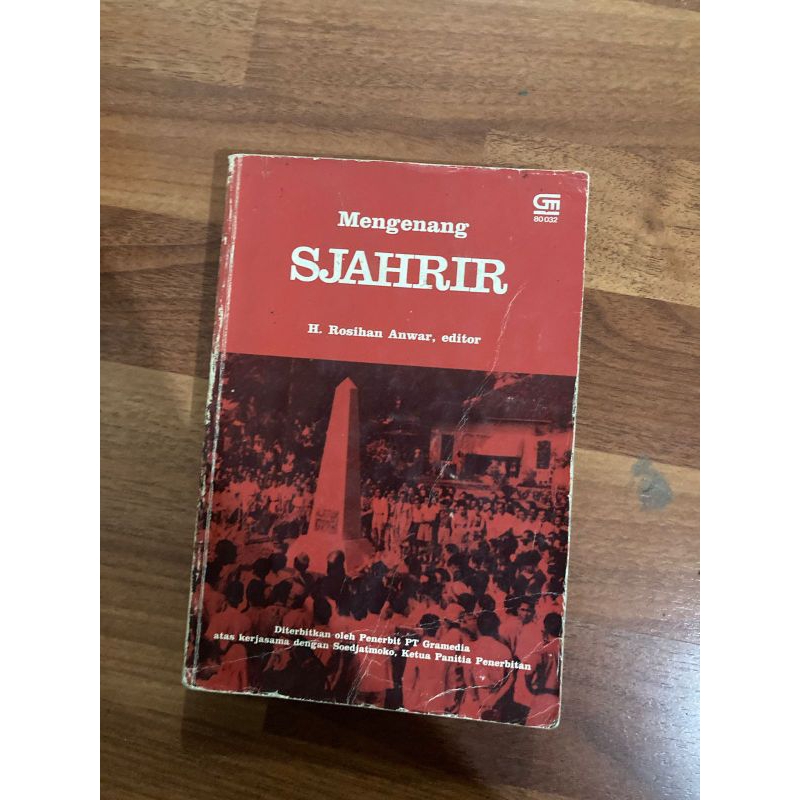 GM
80 032
Mengenang
SJAHRIR
H. Rosihan Anwar, editor
Diterbitkan oleh Penerbit PT Gramedia
atas kerjasama dengan Soedjatmoko, Ketua Panitia Penerbitan